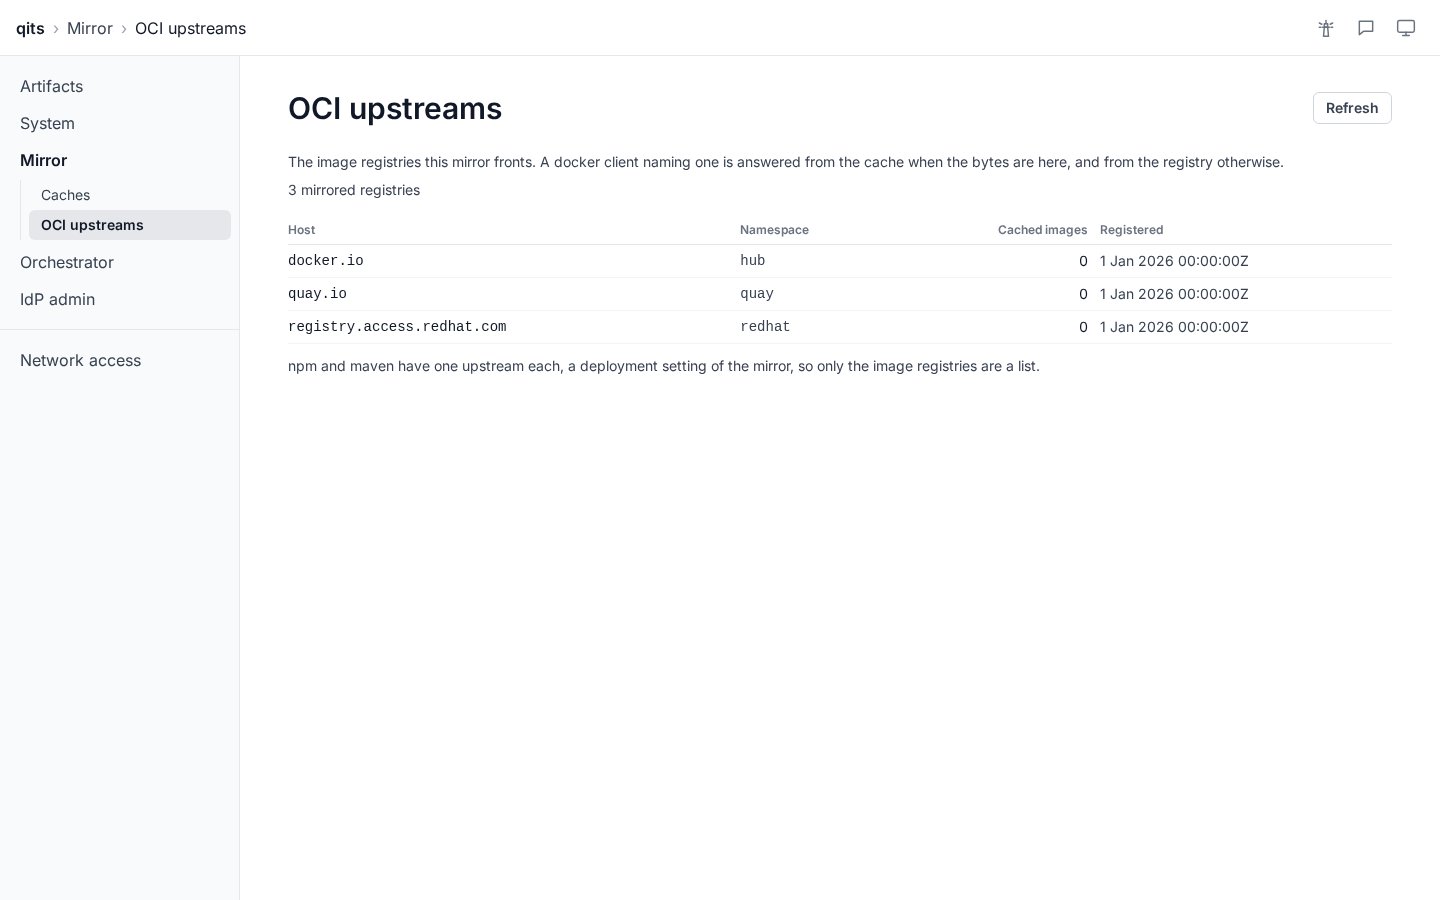 qits › Mirror › OCI upstreams
Artifacts
System
Mirror
Caches
OCI upstreams
Orchestrator
IdP admin
Network access
OCI upstreams
Refresh
The image registries this mirror fronts. A docker client naming one is answered from the cache when the bytes are here, and from the registry otherwise.
3 mirrored registries
Host Namespace Cached images Registered
docker.io hub 0 1 Jan 2026 00:00:00Z
quay.io quay 0 1 Jan 2026 00:00:00Z
registry.access.redhat.com redhat 0 1 Jan 2026 00:00:00Z
npm and maven have one upstream each, a deployment setting of the mirror, so only the image registries are a list.